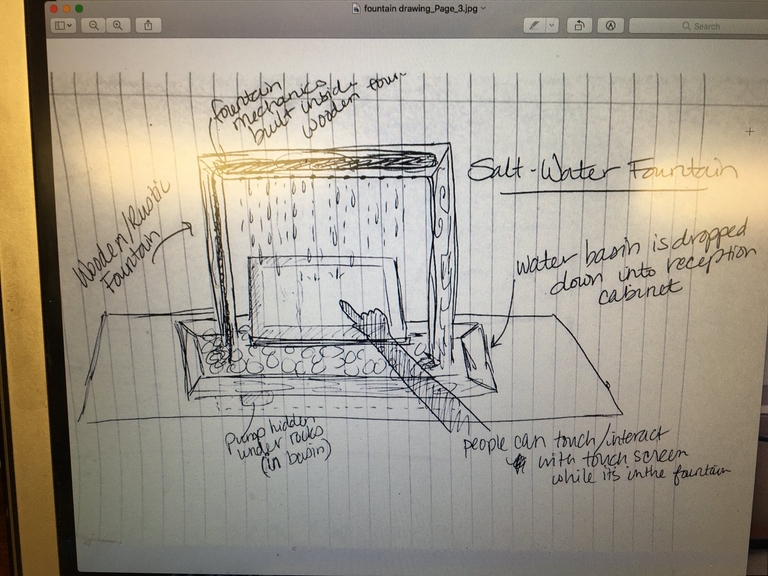 fountain drawing_Page_3.jpg
Search
fountain
mechanics
built inside
wooden
Salt-Water Fountain
Wooden/Rustic
Fountain
water basin is dropped
down into reception
cabinet
pump hidden
under rocks
(in basin)
people can touch/interact
with touch screen
while its in the fountain